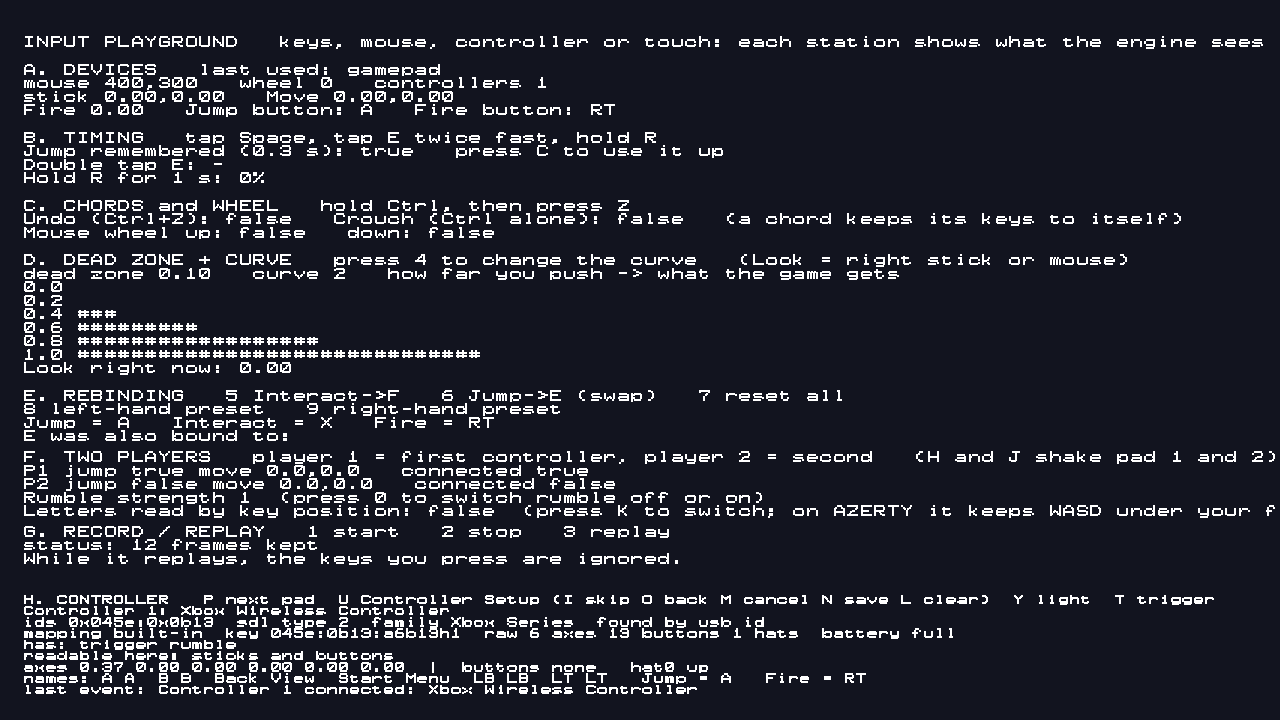 INPUT PLAYGROUND   keys, mouse, controller or touch: each station shows what the engine sees
A. DEVICES   last used: gamepad
mouse 400,300   wheel 0   controllers 1
stick 0.00,0.00   Move 0.00,0.00
Fire 0.00   Jump button: A   Fire button: RT
B. TIMING   tap Space, tap E twice fast, hold R
Jump remembered (0.3 s): true   press C to use it up
Double tap E: -
Hold R for 1 s: 0%
C. CHORDS and WHEEL   hold Ctrl, then press Z
Undo (Ctrl+Z): false   Crouch (Ctrl alone): false   (a chord keeps its keys to itself)
Mouse wheel up: false   down: false
D. DEAD ZONE + CURVE   press 4 to change the curve   (Look = right stick or mouse)
dead zone 0.10   curve 2   how far you push -> what the game gets
0.0
0.2
0.4 ###
0.6 #########
0.8 ##################
1.0 ##############################
Look right now: 0.00
E. REBINDING   5 Interact->F   6 Jump->E (swap)   7 reset all
8 left-hand preset   9 right-hand preset
Jump = A   Interact = X   Fire = RT
E was also bound to:
F. TWO PLAYERS   player 1 = first controller, player 2 = second   (H and J shake pad 1 and 2)
P1 jump true move 0.0,0.0   connected true
P2 jump false move 0.0,0.0   connected false
Rumble strength 1  (press 0 to switch rumble off or on)
Letters read by key position: false  (press K to switch; on AZERTY it keeps WASD under your f
G. RECORD / REPLAY   1 start   2 stop   3 replay
status: 12 frames kept
While it replays, the keys you press are ignored.
H. CONTROLLER   P next pad  U Controller Setup (I skip O back M cancel N save L clear)  Y light  T trigger
Controller 1: Xbox Wireless Controller
ids 0x045e:0x0b13  sdl type 2  family Xbox Series  found by usb id
mapping built-in  key 045e:0b13:a6b13h1  raw 6 axes 13 buttons 1 hats  battery full
has: trigger rumble
readable here: sticks and buttons
axes 0.37 0.00 0.00 0.00 0.00 0.00  |  buttons none   hat0 up
names: A A  B B  Back View  Start Menu  LB LB  LT LT   Jump = A   Fire = RT
last event: Controller 1 connected: Xbox Wireless Controller